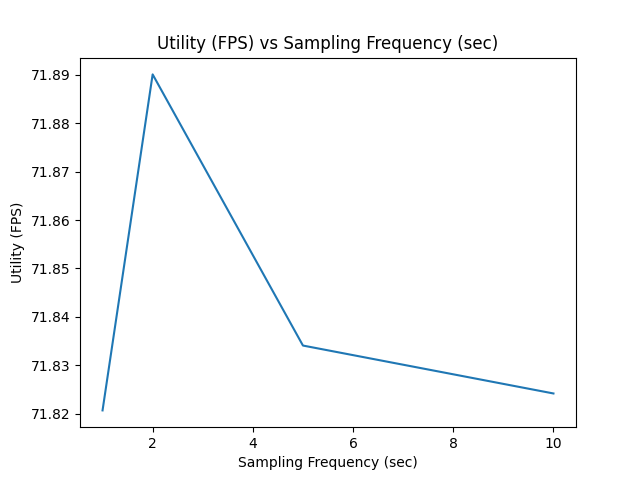 Utility (FPS) vs Sampling Frequency (sec)
71.89
71.88
71.87
71.86
71.85
71.84
71.83
71.82
Utility (FPS)
2 4 6 8 10
Sampling Frequency (sec)